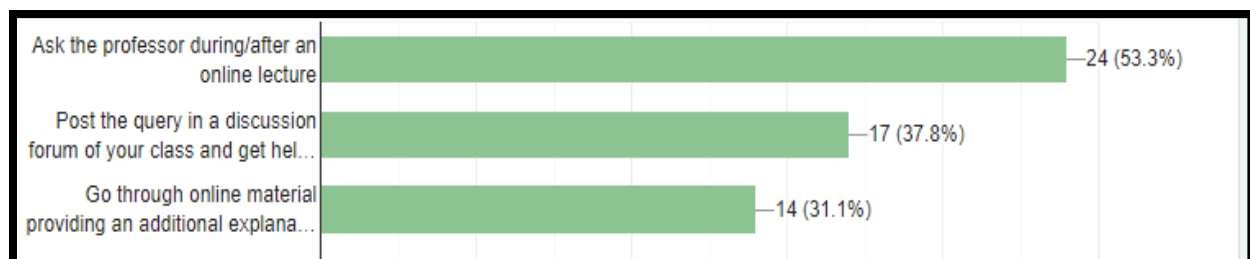 Ask the professor during/after an
online lecture
24 (53.3%)
Post the query in a discussion
forum of your class and get hel...
17 (37.8%)
Go through online material
providing an additional explana...
14 (31.1%)